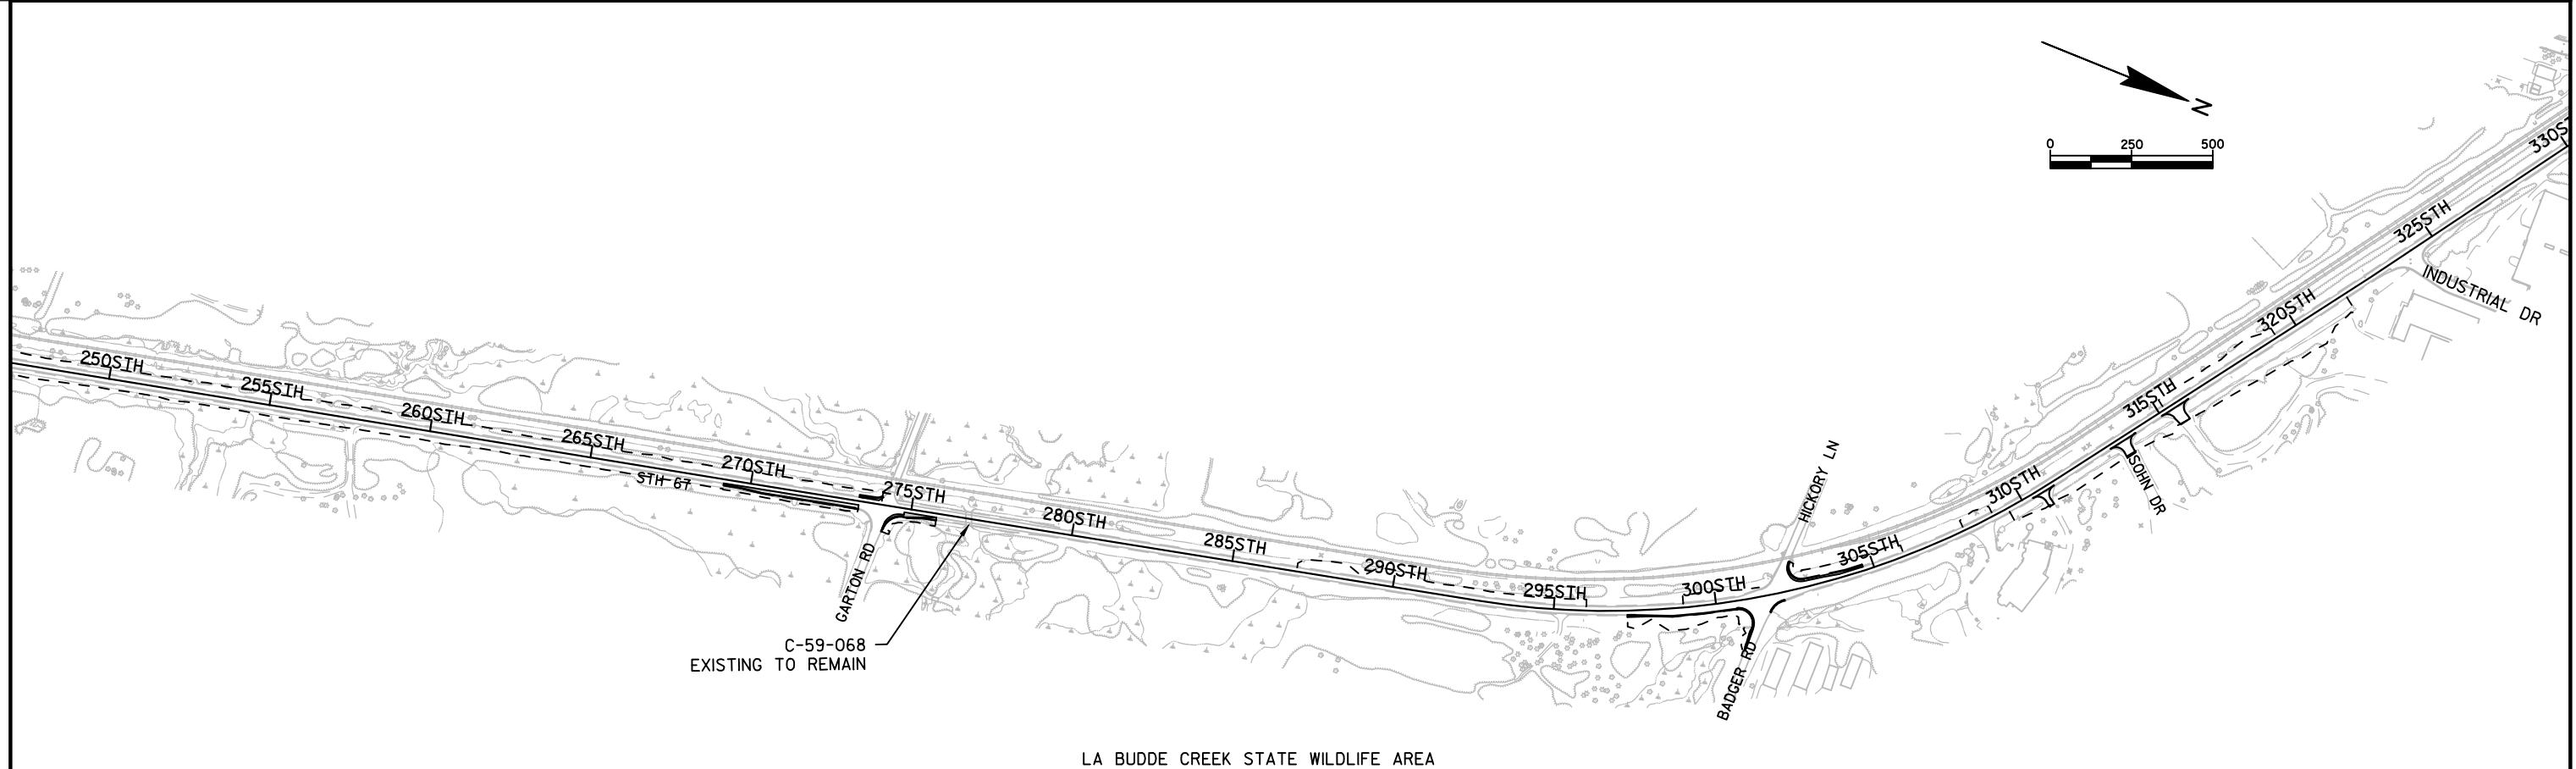 N
0 250 500
250STH
255STH
260STH
265STH
270STH
275STH
280STH
285STH
290STH
295STH
300STH
305STH
310STH
315STH
320STH
325STH
STH 67
GARTON RD
HICKORY LN
BADGER RD
SOHN DR
INDUSTRIAL DR
C-59-068
EXISTING TO REMAIN
LA BUDDE CREEK STATE WILDLIFE AREA